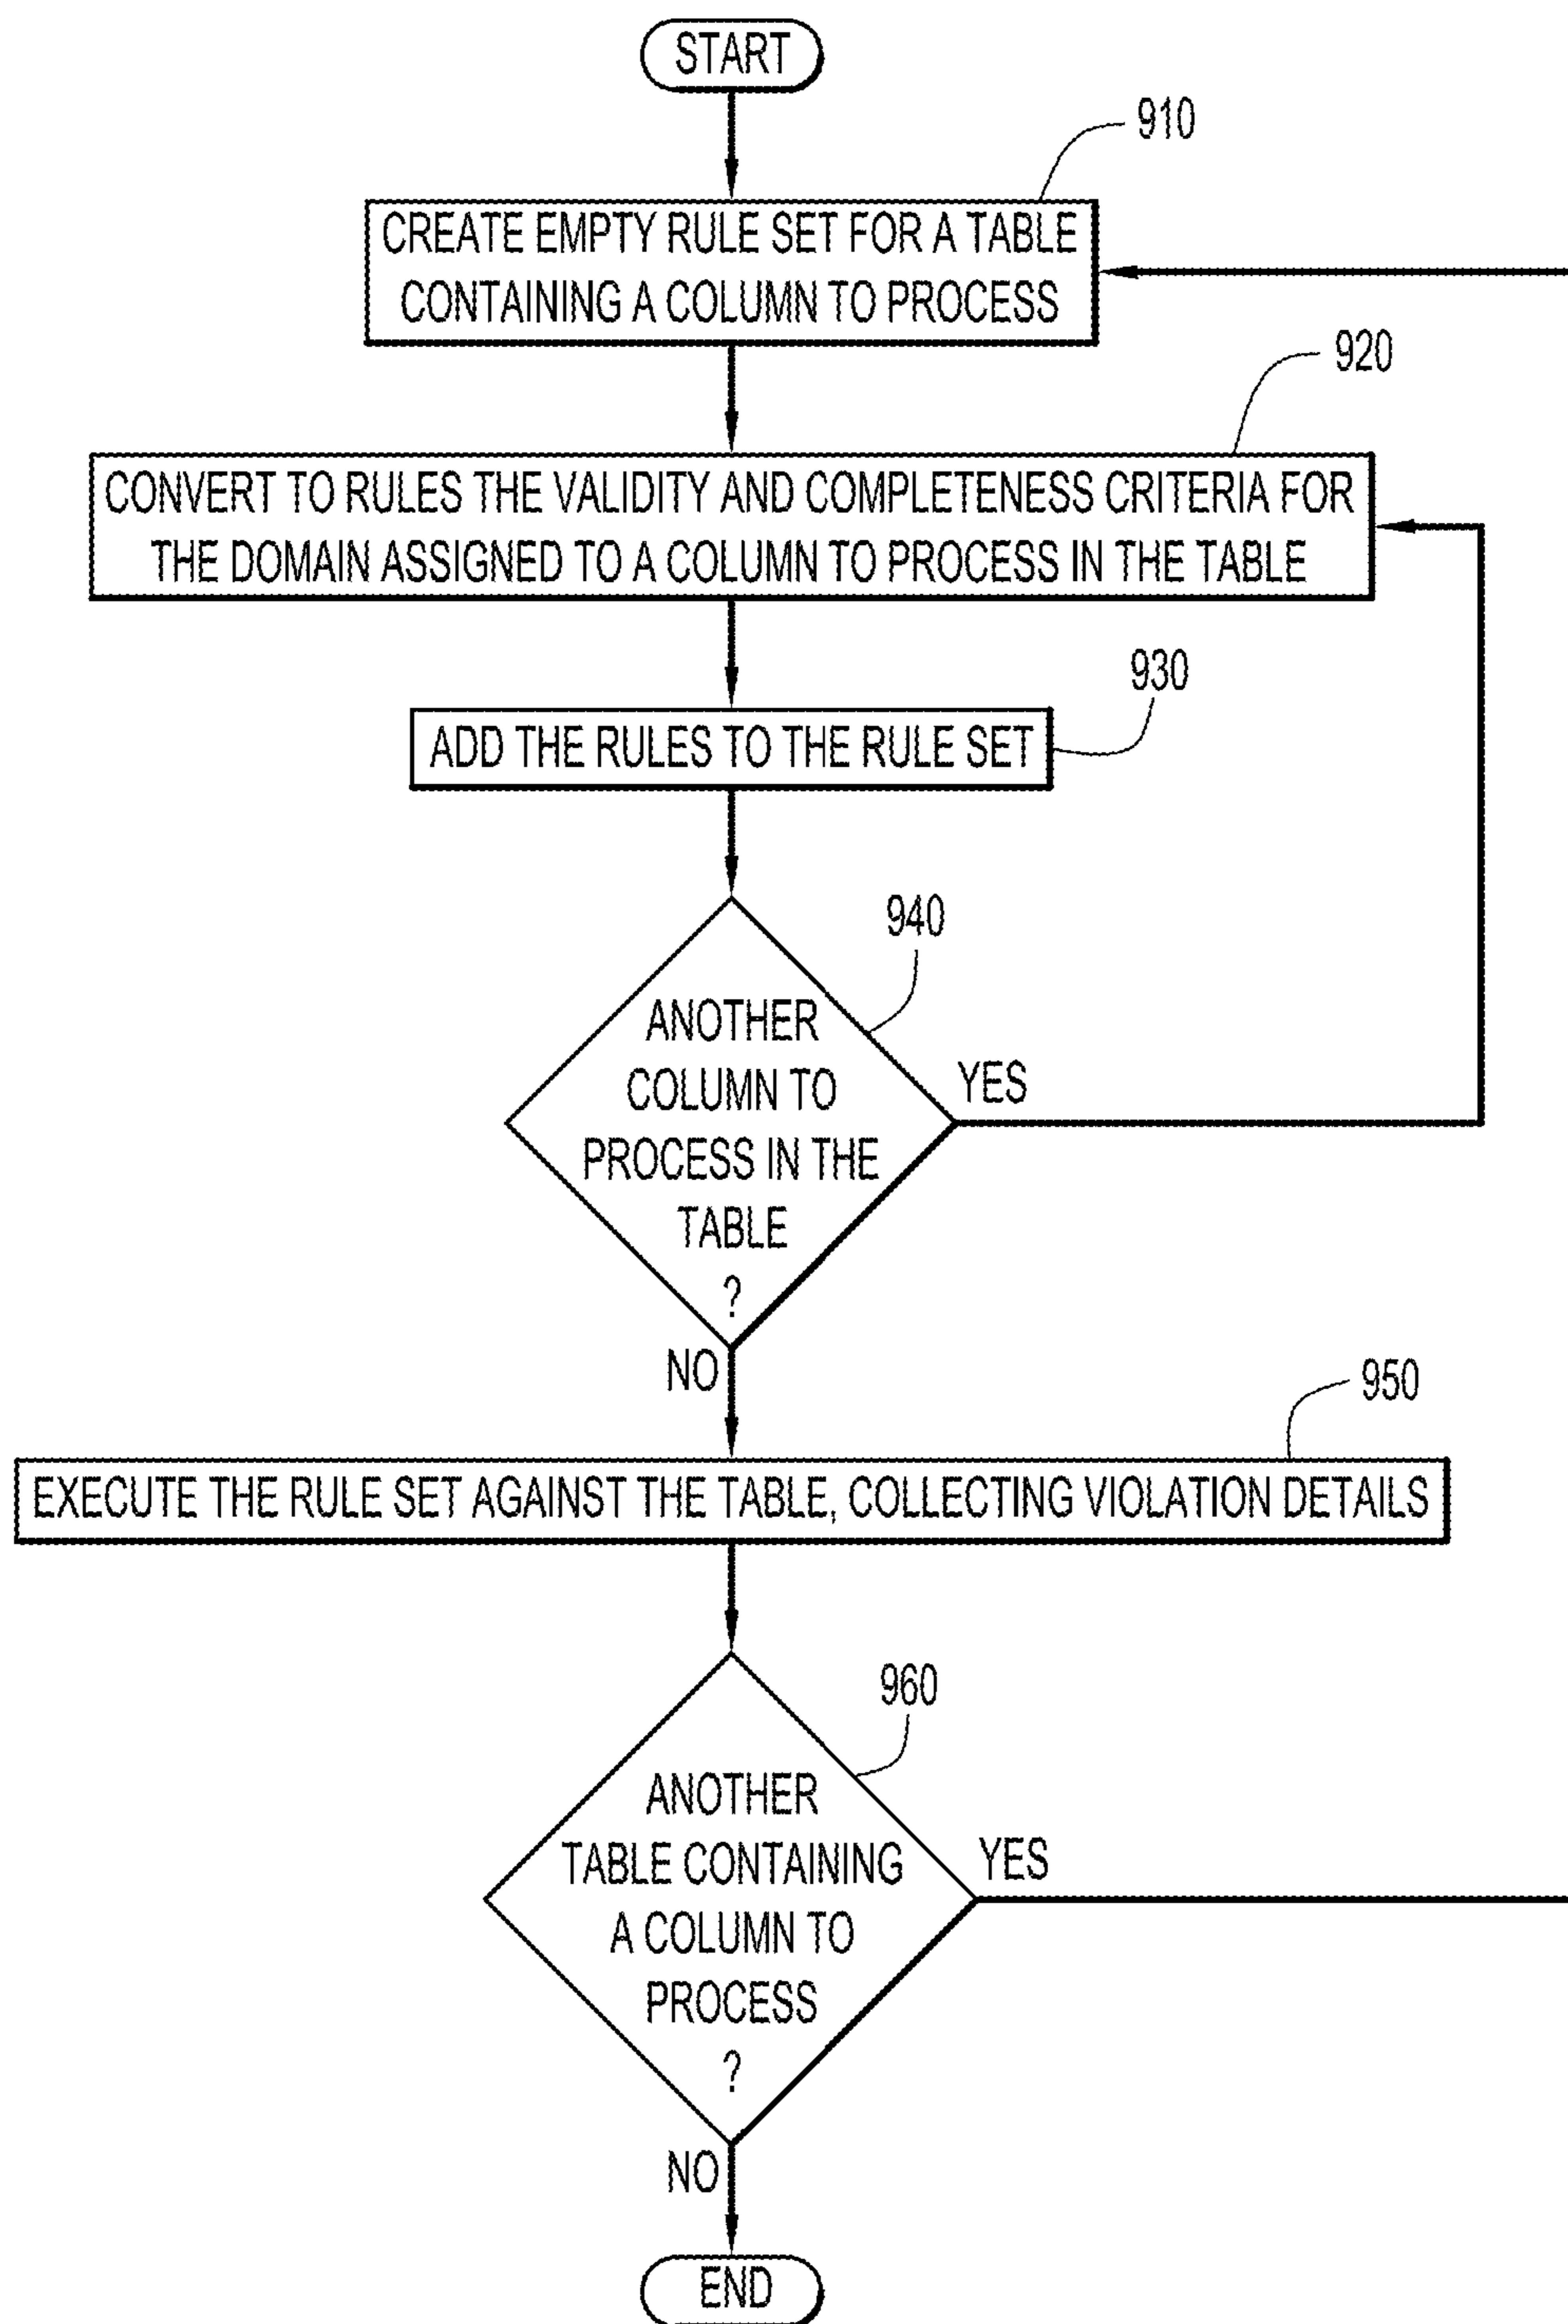 START
910
CREATE EMPTY RULE SET FOR A TABLE
CONTAINING A COLUMN TO PROCESS
920
CONVERT TO RULES THE VALIDITY AND COMPLETENESS CRITERIA FOR
THE DOMAIN ASSIGNED TO A COLUMN TO PROCESS IN THE TABLE
930
ADD THE RULES TO THE RULE SET
940
ANOTHER
COLUMN TO
PROCESS IN THE
TABLE
?
YES
NO
950
EXECUTE THE RULE SET AGAINST THE TABLE, COLLECTING VIOLATION DETAILS
960
ANOTHER
TABLE CONTAINING
A COLUMN TO
PROCESS
?
YES
NO
END